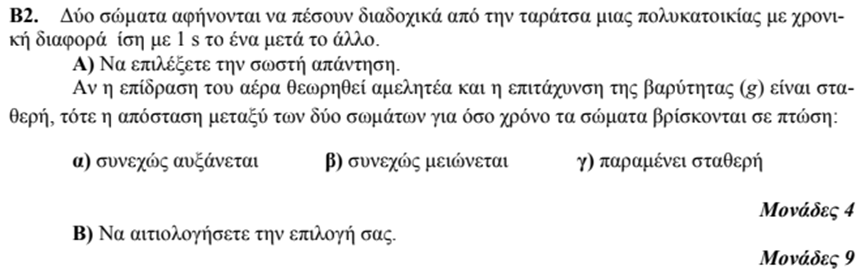 Β2. Δύο σώματα αφήνονται να πέσουν διαδοχικά από την ταράτσα μιας πολυκατοικίας με χρονι-
κή διαφορά ίση με 1 s το ένα μετά το άλλο.
Α) Να επιλέξετε την σωστή απάντηση.
Αν η επίδραση του αέρα θεωρηθεί αμελητέα και η επιτάχυνση της βαρύτητας (g) είναι στα-
θερή, τότε η απόσταση μεταξύ των δύο σωμάτων για όσο χρόνο τα σώματα βρίσκονται σε πτώση:
α) συνεχώς αυξάνεται β) συνεχώς μειώνεται γ) παραμένει σταθερή
Μονάδες 4
Β) Να αιτιολογήσετε την επιλογή σας.
Μονάδες 9